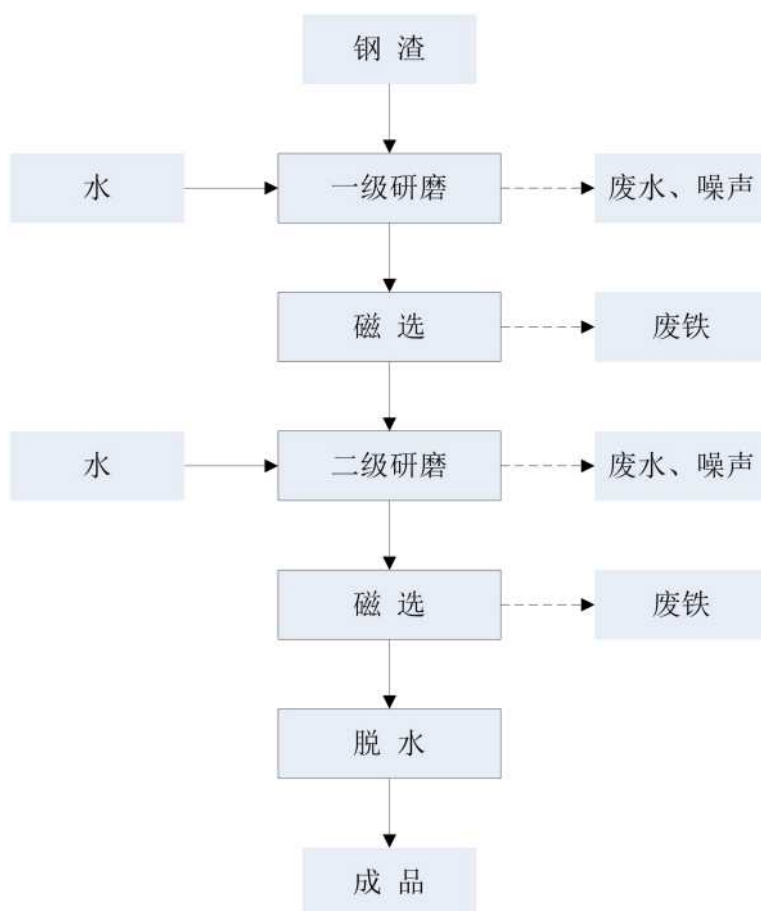 钢 渣
水
一级研磨
废水、噪声
磁 选
废铁
水
二级研磨
废水、噪声
磁 选
废铁
脱 水
成 品